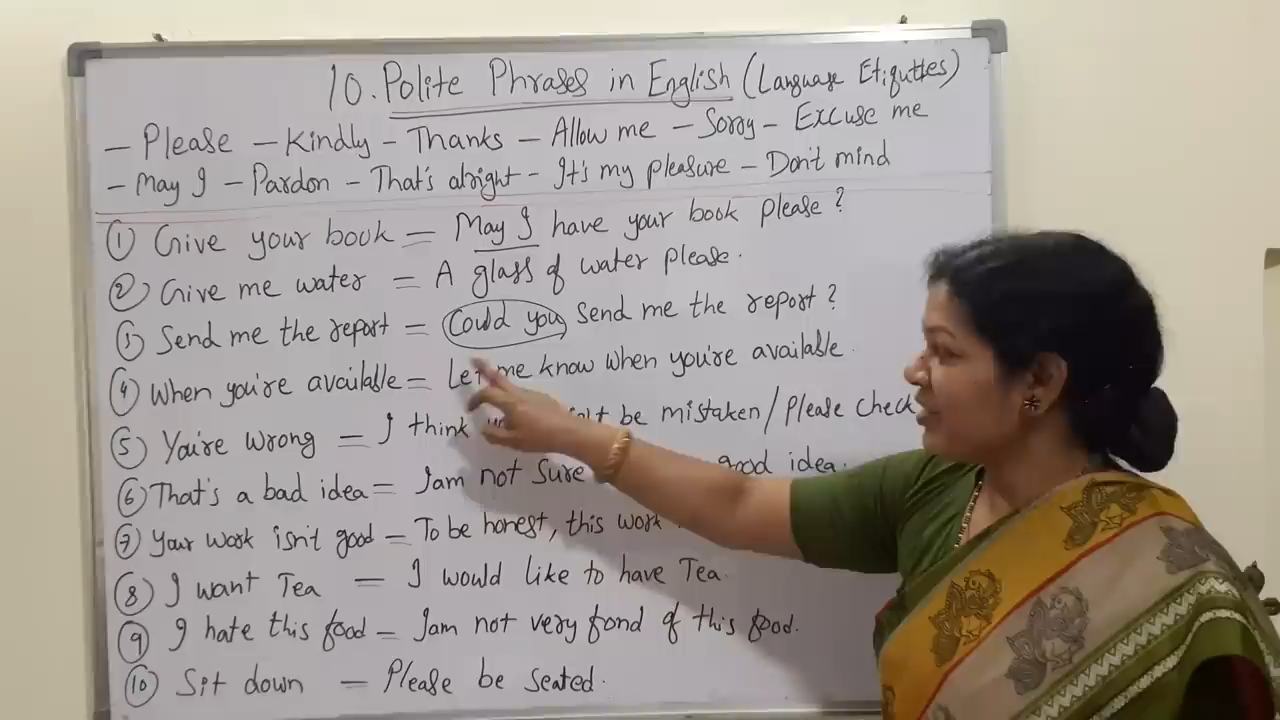 10. Polite Phrases in English (Language Etiquttes)
- Please - Kindly - Thanks - Allow me - Sorry - Excuse me
- May I - Pardon - That's alright - It's my pleasure - Don't mind
① Give your book = May I have your book please?
② Give me water = A glass of water please.
③ Send me the report = Could you send me the report?
④ When you're available = Let me know when you're available.
⑤ You're wrong = I think be mistaken / Please check
⑥ That's a bad idea = I am not sure good idea.
⑦ Your work isn't good = To be honest, this work
⑧ I want Tea = I would like to have Tea.
⑨ I hate this food = I am not very fond of this food.
⑩ Sit down = Please be seated.